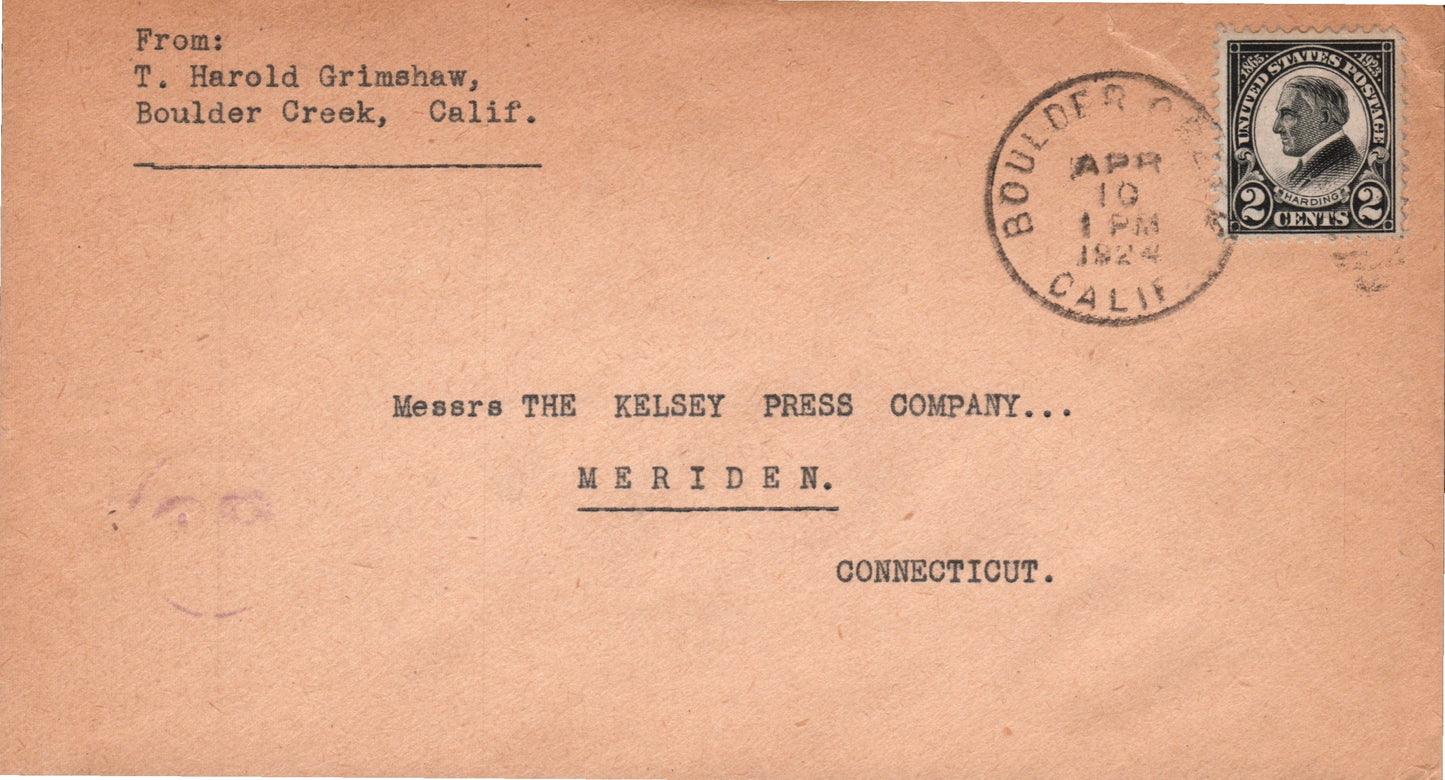 From:
T. Harold Grimshaw,
Boulder Creek, Calif.
BOULDER
APR
10
1 PM
1924
CALIF
UNITED STATES POSTAGE
1865
1923
HARDING
2 CENTS 2
Messrs THE KELSEY PRESS COMPANY...
M E R I D E N.
CONNECTICUT.